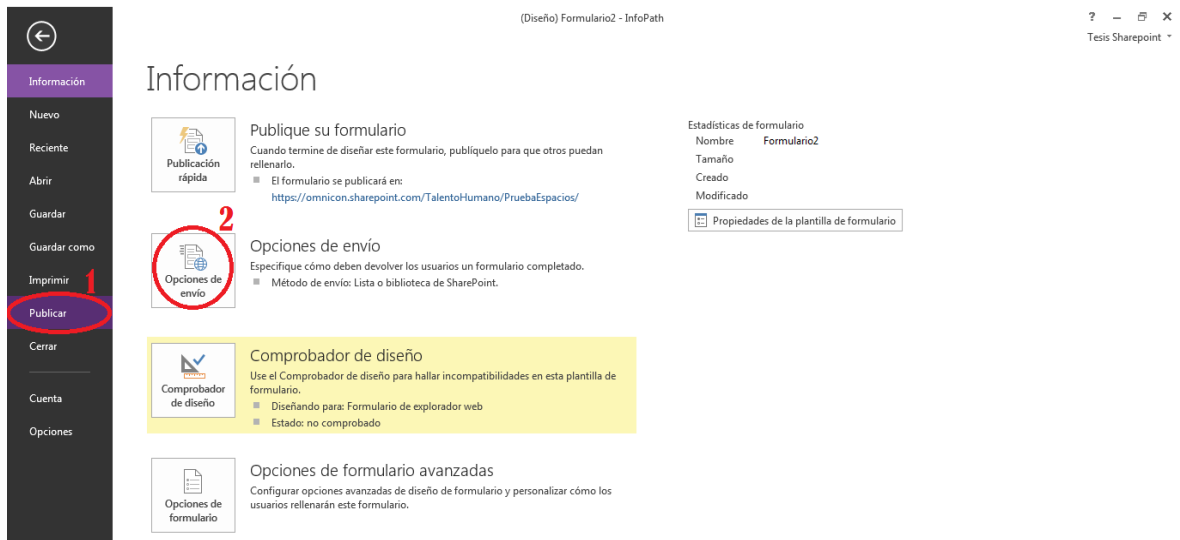 (Diseño) Formulario2 - InfoPath
?
Tesis Sharepoint
Información
Nuevo
Reciente
Abrir
Guardar
Guardar como
Imprimir
1
Publicar
Cerrar
Cuenta
Opciones
Información
Publicación
rápida
Publique su formulario
Cuando termine de diseñar este formulario, publíquelo para que otros puedan
rellenarlo.
El formulario se publicará en:
https://omnicon.sharepoint.com/TalentoHumano/PruebaEspacios/
2
Opciones de
envío
Opciones de envío
Especifique cómo deben devolver los usuarios un formulario completado.
Método de envío: Lista o biblioteca de SharePoint.
Comprobador
de diseño
Comprobador de diseño
Use el Comprobador de diseño para hallar incompatibilidades en esta plantilla de
formulario.
Diseñando para: Formulario de explorador web
Estado: no comprobado
Opciones de
formulario
Opciones de formulario avanzadas
Configurar opciones avanzadas de diseño de formulario y personalizar cómo los
usuarios rellenarán este formulario.
Estadísticas de formulario
Nombre Formulario2
Tamaño
Creado
Modificado
Propiedades de la plantilla de formulario